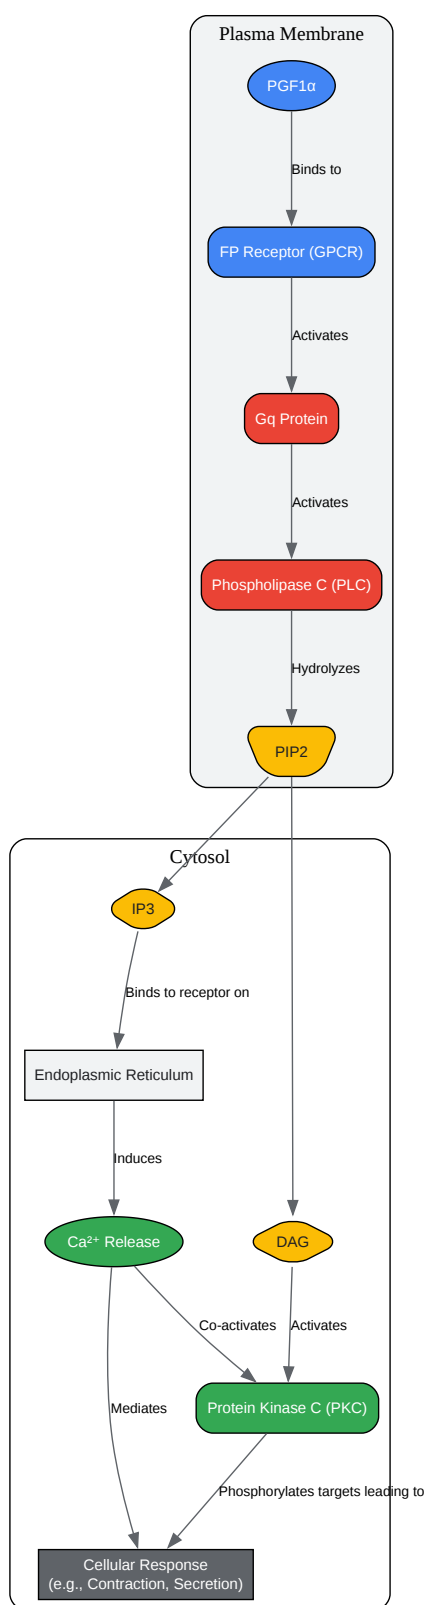 Plasma Membrane
PGF1α
Binds to
FP Receptor (GPCR)
Activates
Gq Protein
Activates
Phospholipase C (PLC)
Hydrolyzes
PIP2
Cytosol
IP3
Binds to receptor on
Endoplasmic Reticulum
Induces
Ca²⁺ Release
DAG
Co-activates
Activates
Mediates
Protein Kinase C (PKC)
Phosphorylates targets leading to
Cellular Response
(e.g., Contraction, Secretion)